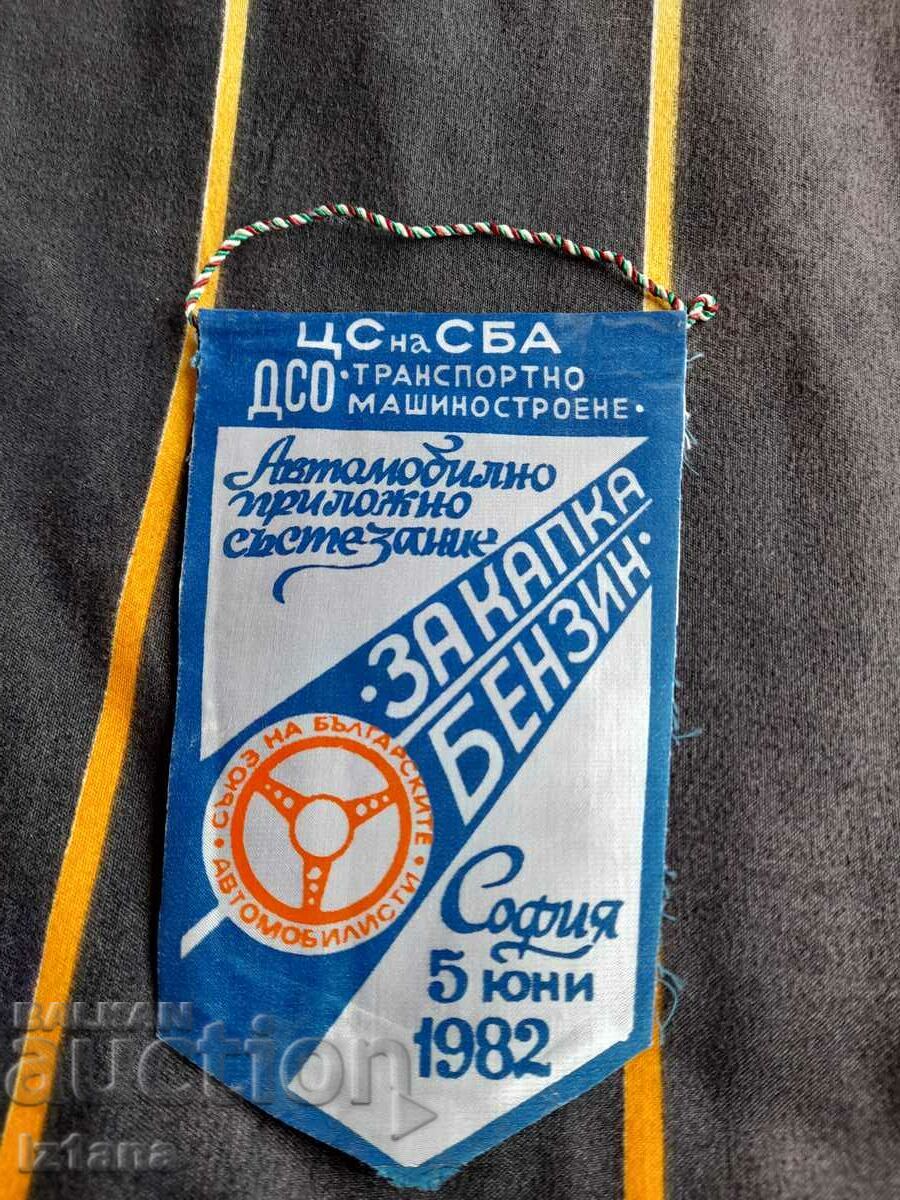 ЦС на СБА
ДСО • ТРАНСПОРТНО
МАШИНОСТРОЕНЕ •
Автомобилно
приложно
състезание
• ЗА КАПКА
БЕНЗИН •
СЪЮЗ НА БЪЛГАРСКИТЕ
• АВТОМОБИЛИСТИ •
София
5 юни
1982
BALKAN
auction
iz1ana